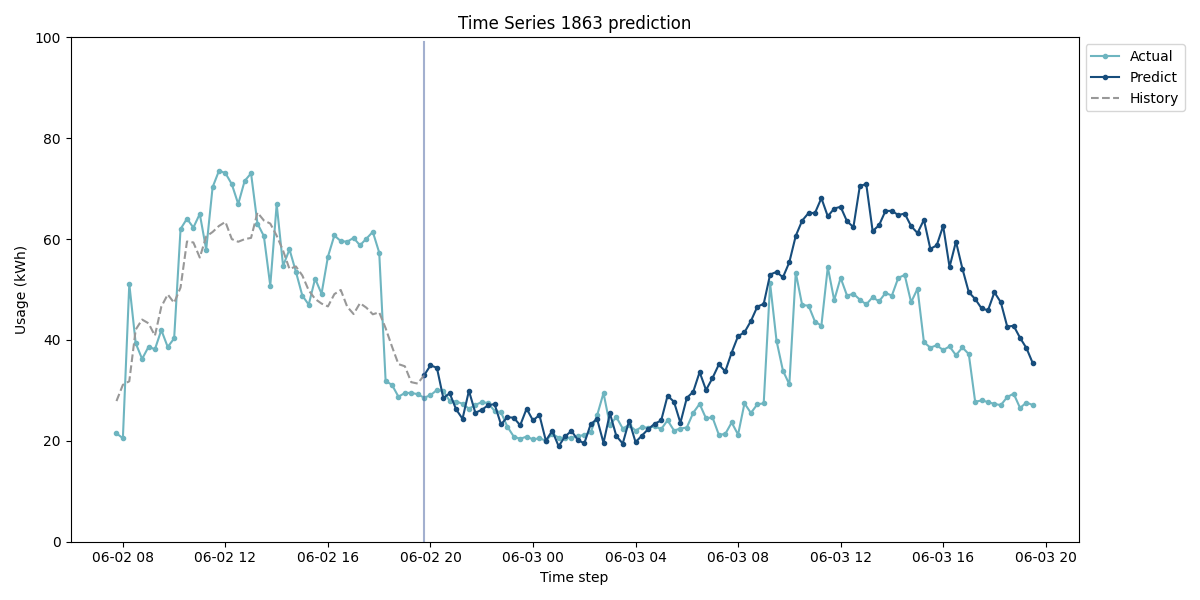 Time Series 1863 prediction
Usage (kWh)
100
80
60
40
20
0
06-02 08
06-02 12
06-02 16
06-02 20
06-03 00
06-03 04
06-03 08
06-03 12
06-03 16
06-03 20
Time step
Actual
Predict
History